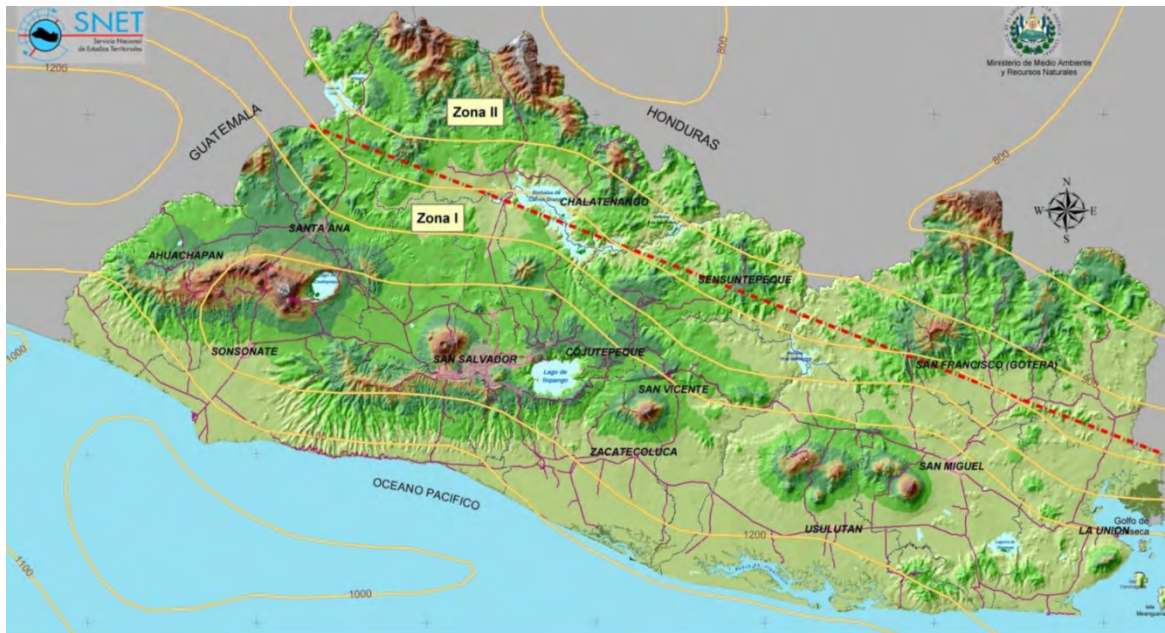 SNET
Servicio Nacional
de Estudios Territoriales
Ministerio de Medio Ambiente
y Recursos Naturales
800
1200
Zona II
GUATEMALA
HONDURAS
800
N
W E
S
CHALATENANGO
Zona I
SANTA ANA
AHUACHAPAN
SENSUNTEPEQUE
SONSONATE
SAN SALVADOR
COJUTEPEQUE
1000
Lago de
Ilopango
SAN VICENTE
SAN FRANCISCO (GOTERA)
ZACATECOLUCA
SAN MIGUEL
OCEANO PACIFICO
USULUTAN
1200
LA UNION
Golfo de
1100
1000